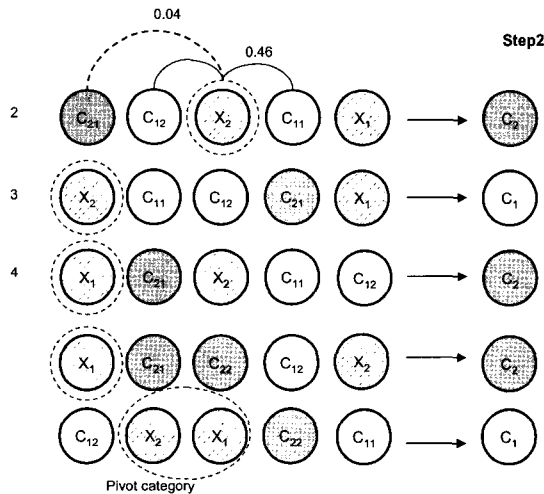 0.04
0.46
Step2
2 C21 C12 X2 C11 X1 C2
3 X2 C11 C12 C21 X1 C1
4 X1 C21 X2 C11 C12 C2
X1 C21 C22 C12 X2 C2
C12 X2 X1 C22 C11 C1
Pivot category